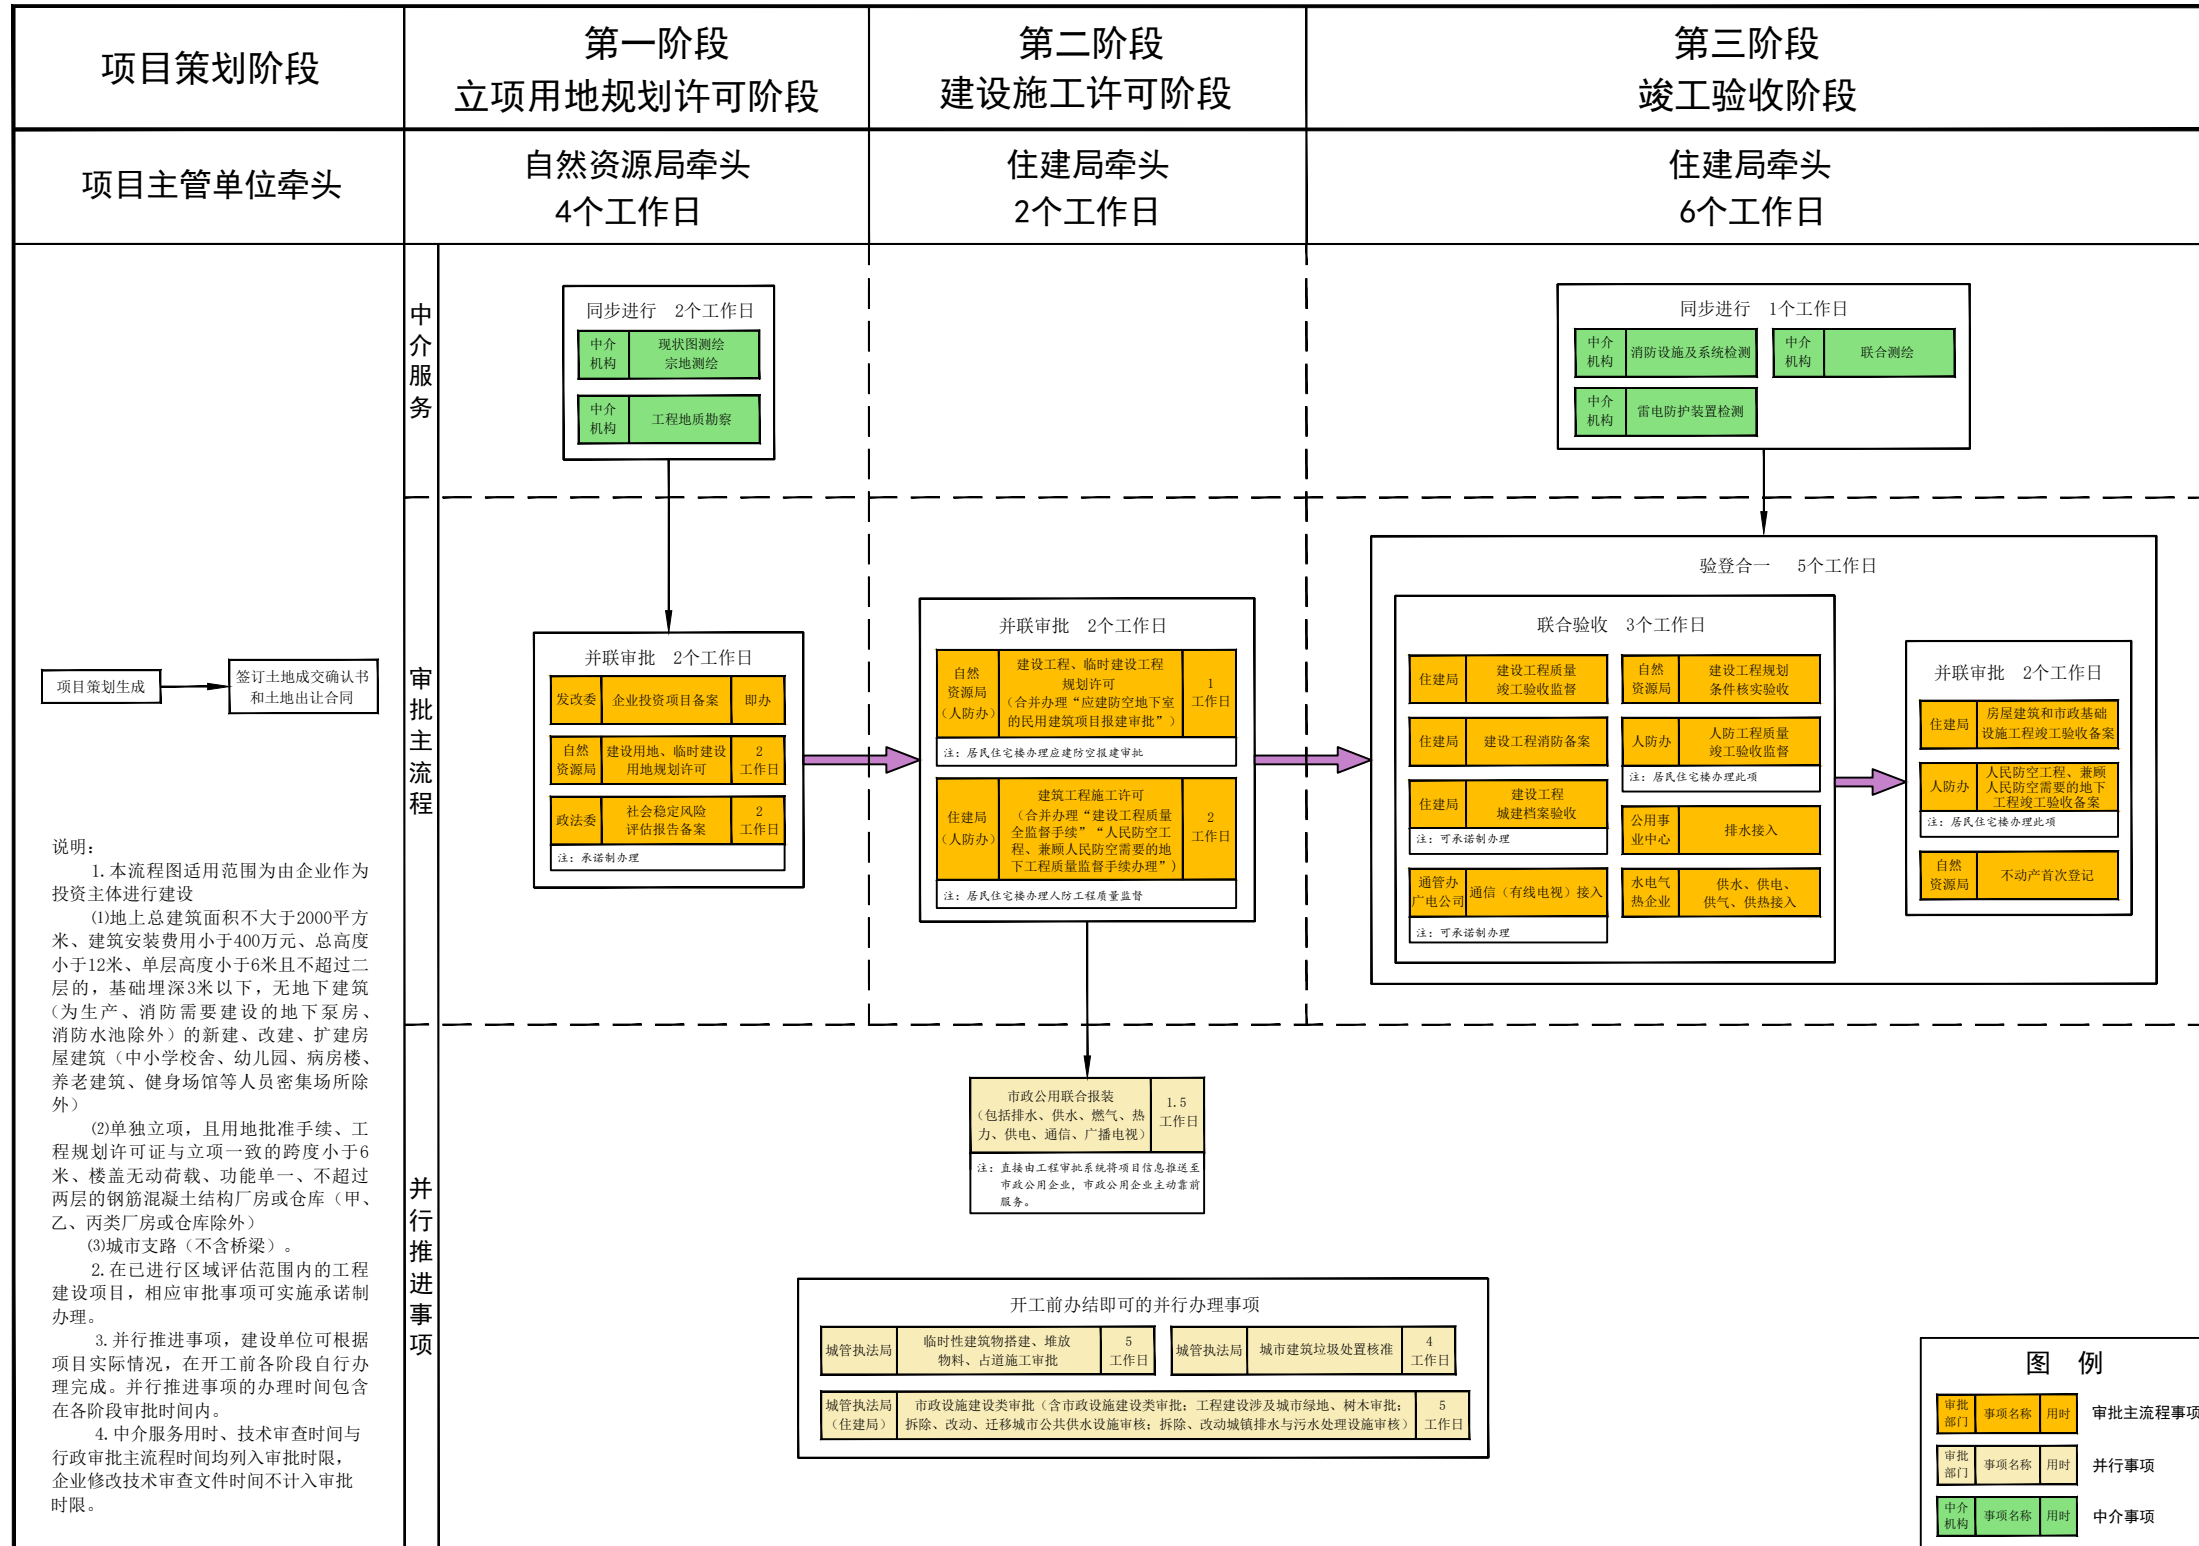 项目策划阶段
第一阶段
立项用地规划许可阶段
第二阶段
建设施工许可阶段
第三阶段
竣工验收阶段
项目主管单位牵头
自然资源局牵头
4个工作日
住建局牵头
2个工作日
住建局牵头
6个工作日
项目策划生成
签订土地成交确认书
和土地出让合同
说明：
1.本流程图适用范围为由企业作为
投资主体进行建设
⑴地上总建筑面积不大于2000平方
米、建筑安装费用小于400万元、总高度
小于12米、单层高度小于6米且不超过二
层的，基础埋深3米以下，无地下建筑
（为生产、消防需要建设的地下泵房、
消防水池除外）的新建、改建、扩建房
屋建筑（中小学校舍、幼儿园、病房楼、
养老建筑、健身场馆等人员密集场所除
外）
⑵单独立项，且用地批准手续、工
程规划许可证与立项一致的跨度小于6
米、楼盖无动荷载、功能单一、不超过
两层的钢筋混凝土结构厂房或仓库（甲、
乙、丙类厂房或仓库除外）
⑶城市支路（不含桥梁）。
2.在已进行区域评估范围内的工程
建设项目，相应审批事项可实施承诺制
办理。
3.并行推进事项，建设单位可根据
项目实际情况，在开工前各阶段自行办
理完成。并行推进事项的办理时间包含
在各阶段审批时间内。
4.中介服务用时、技术审查时间与
行政审批主流程时间均列入审批时限，
企业修改技术审查文件时间不计入审批
时限。
中介服务
同步进行 2个工作日
中介
机构
现状图测绘
宗地测绘
中介
机构
工程地质勘察
同步进行 1个工作日
中介
机构
消防设施及系统检测
中介
机构
联合测绘
中介
机构
雷电防护装置检测
审批主流程
并联审批 2个工作日
发改委
企业投资项目备案
即办
自然
资源局
建设用地、临时建设
用地规划许可
2
工作日
政法委
社会稳定风险
评估报告备案
2
工作日
注：承诺制办理
并联审批 2个工作日
自然
资源局
（人防办）
建设工程、临时建设工程
规划许可
（合并办理“应建防空地下室
的民用建筑项目报建审批”）
1
工作日
注：居民住宅楼办理应建防空报建审批
住建局
（人防办）
建筑工程施工许可
（合并办理“建设工程质量
全监督手续”“人民防空工
程、兼顾人民防空需要的地
下工程质量监督手续办理”)
2
工作日
注：居民住宅楼办理人防工程质量监督
验登合一 5个工作日
联合验收 3个工作日
住建局
建设工程质量
竣工验收监督
自然
资源局
建设工程规划
条件核实验收
住建局
建设工程消防备案
人防办
人防工程质量
竣工验收监督
注：居民住宅楼办理此项
住建局
建设工程
城建档案验收
注：可承诺制办理
公用事
业中心
排水接入
通管办
广电公司
通信（有线电视）接入
注：可承诺制办理
水电气
热企业
供水、供电、
供气、供热接入
并联审批 2个工作日
住建局
房屋建筑和市政基础
设施工程竣工验收备案
人防办
人民防空工程、兼顾
人民防空需要的地下
工程竣工验收备案
注：居民住宅楼办理此项
自然
资源局
不动产首次登记
并行推进事项
市政公用联合报装
（包括排水、供水、燃气、热
力、供电、通信、广播电视）
1.5
工作日
注：直接由工程审批系统将项目信息推送至
市政公用企业，市政公用企业主动靠前
服务。
开工前办结即可的并行办理事项
城管执法局
临时性建筑物搭建、堆放
物料、占道施工审批
5
工作日
城管执法局
城市建筑垃圾处置核准
4
工作日
城管执法局
（住建局）
市政设施建设类审批（含市政设施建设类审批；工程建设涉及城市绿地、树木审批；
拆除、改动、迁移城市公共供水设施审核；拆除、改动城镇排水与污水处理设施审核）
5
工作日
图 例
审批
部门
事项名称
用时
审批主流程事项
审批
部门
事项名称
用时
并行事项
中介
机构
事项名称
用时
中介事项